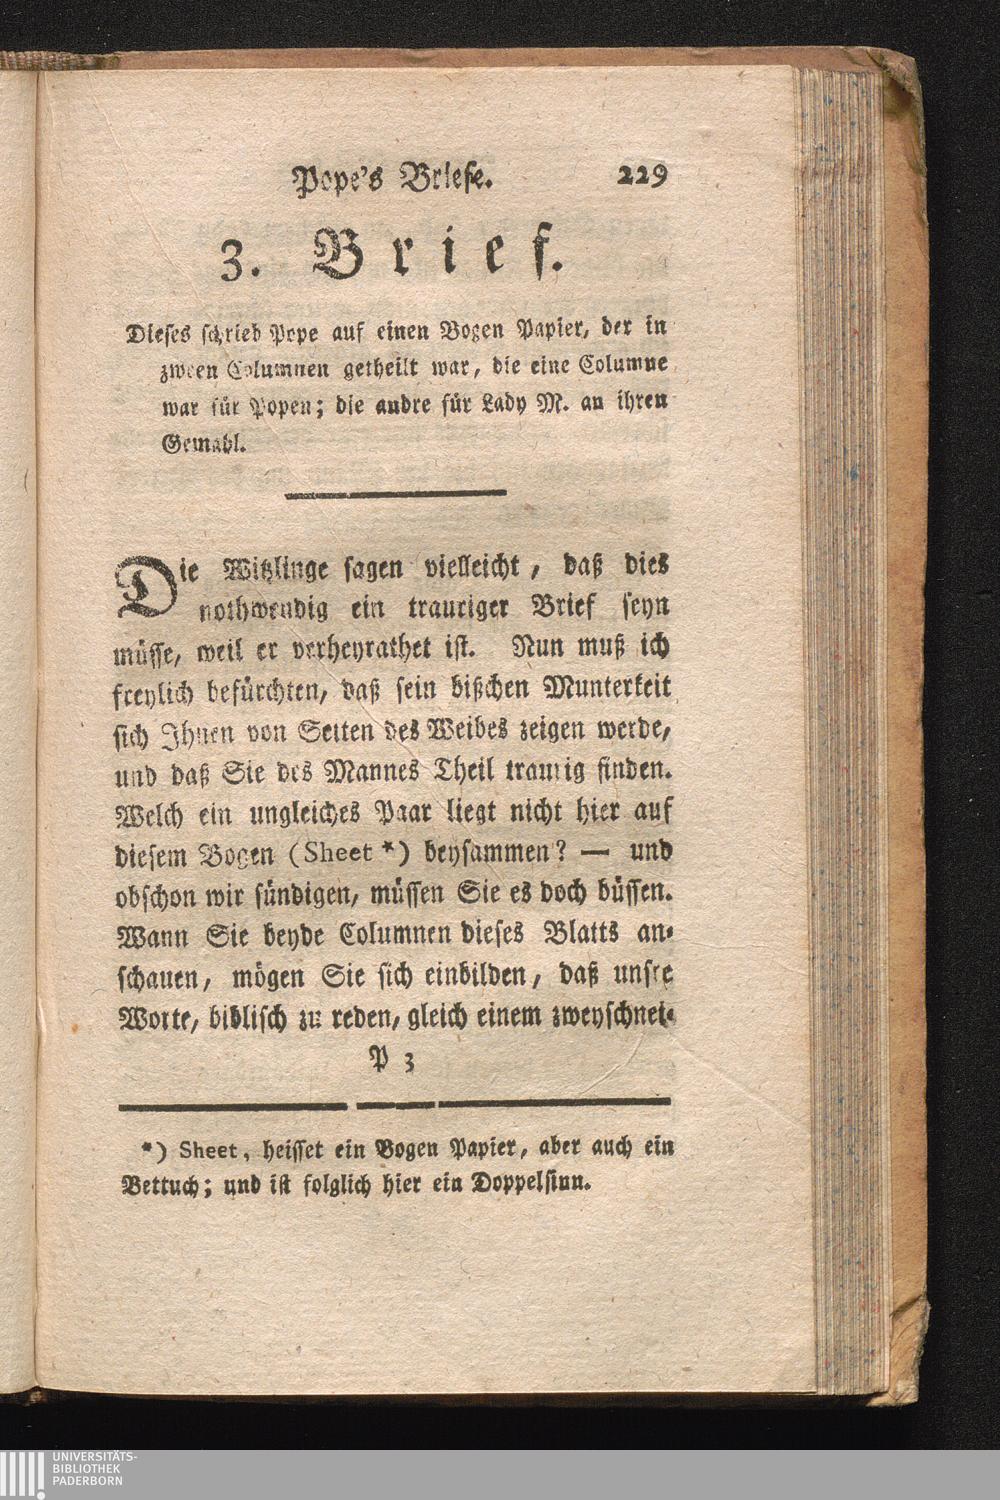 Pope's Briefe. 229
3. Brief.
Dieses schrieb Pope auf einen Bogen Papier, der in
zween Columnen getheilt war, die eine Columne
war für Popen; die andre für Lady M. an ihren
Gemahl.
Die Witzlinge sagen vielleicht, daß dies
nothwendig ein trauriger Brief seyn
müsse, weil er verheyrathet ist. Nun muß ich
freylich befürchten, daß sein bißchen Munterkeit
sich Ihnen von Seiten des Weibes zeigen werde,
und daß Sie des Mannes Theil traurig finden.
Welch ein ungleiches Paar liegt nicht hier auf
diesem Bogen (Sheet *) beysammen? — und
obschon wir sündigen, müssen Sie es doch büssen.
Wann Sie beyde Columnen dieses Blatts an-
schauen, mögen Sie sich einbilden, daß unsre
Worte, biblisch zu reden, gleich einem zweyschnei-
P 3
*) Sheet, heisset ein Bogen Papier, aber auch ein
Bettuch; und ist folglich hier ein Doppelsinn.
UNIVERSITÄTS-
BIBLIOTHEK
PADERBORN